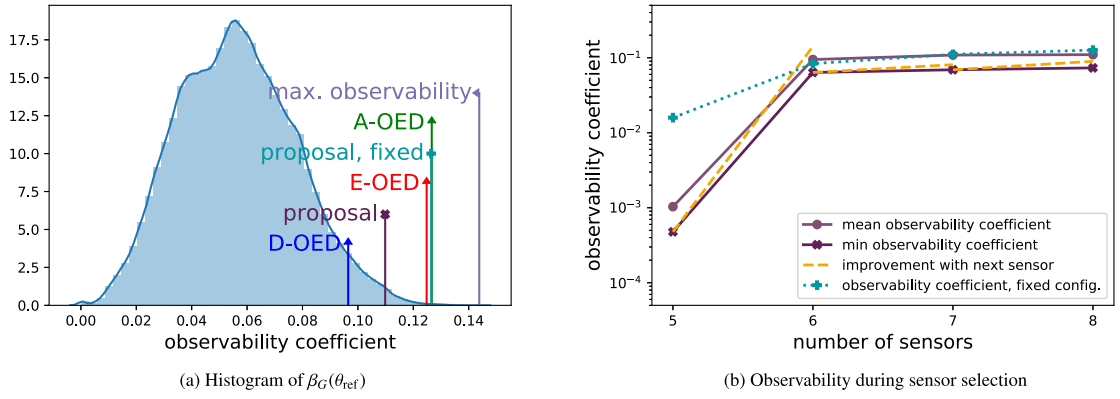 17.5
15.0
12.5
10.0
7.5
5.0
2.5
0.0
max. observability
A-OED
proposal, fixed
E-OED
proposal
D-OED
0.00 0.02 0.04 0.06 0.08 0.10 0.12 0.14
observability coefficient
(a) Histogram of β_G(θ_ref)
observability coefficient
10⁻¹
10⁻²
10⁻³
10⁻⁴
mean observability coefficient
min observability coefficient
improvement with next sensor
observability coefficient, fixed config.
5 6 7 8
number of sensors
(b) Observability during sensor selection